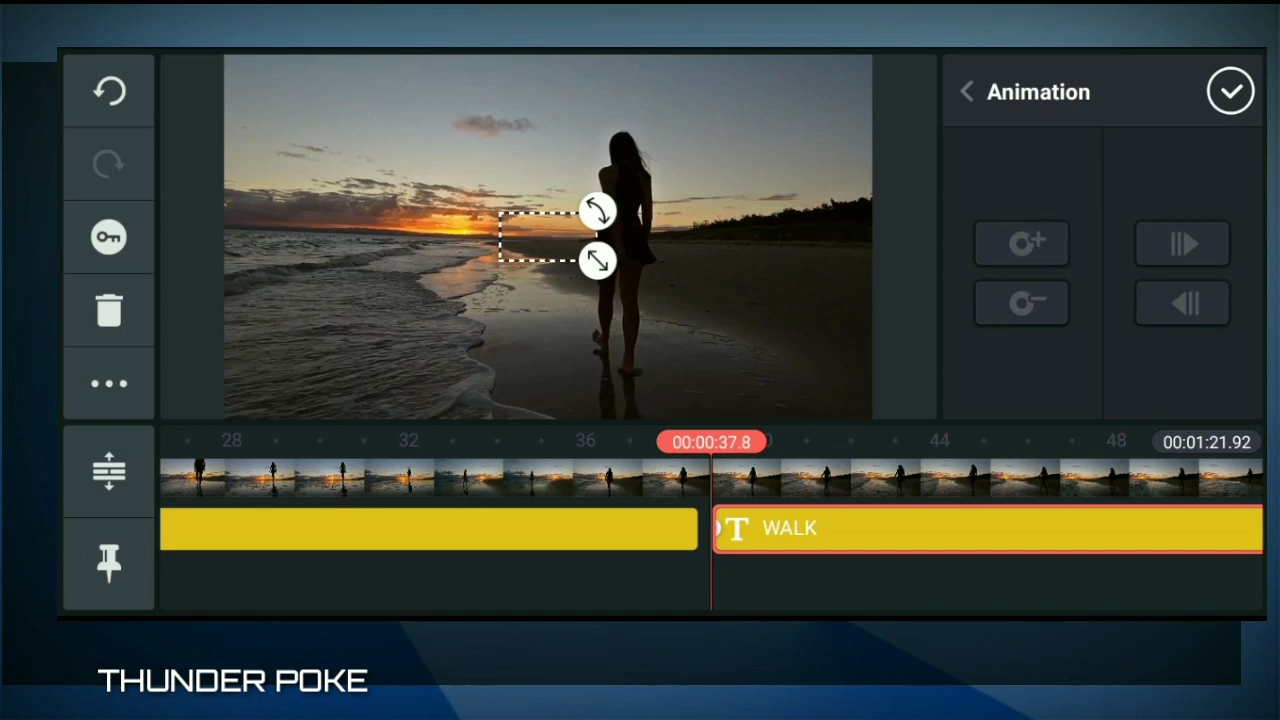 Animation
28 32 36 44 48
00:00:37.8
00:01:21.92
T WALK
THUNDER POKE